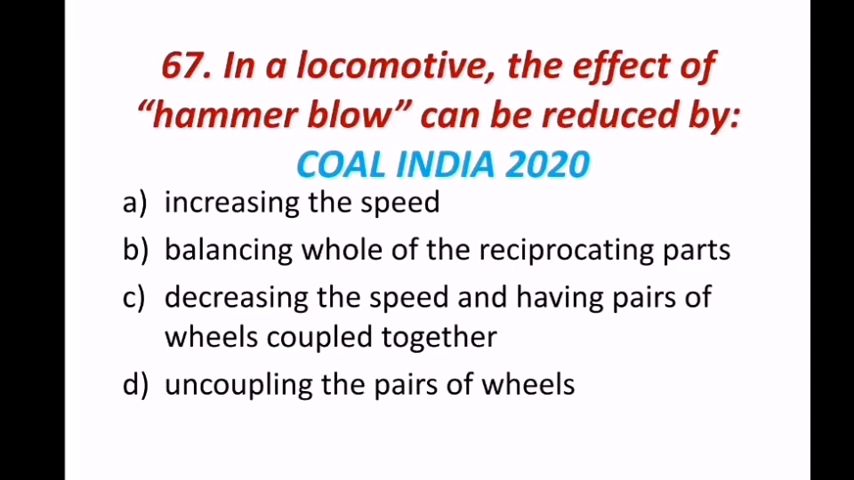 67. In a locomotive, the effect of
“hammer blow” can be reduced by:
COAL INDIA 2020
a) increasing the speed
b) balancing whole of the reciprocating parts
c) decreasing the speed and having pairs of
wheels coupled together
d) uncoupling the pairs of wheels